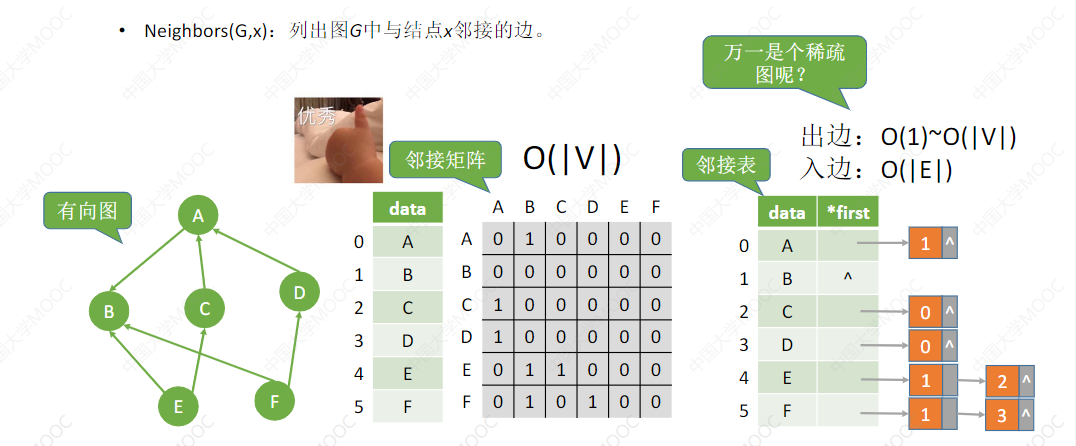 • Neighbors(G,x)：列出图G中与结点x邻接的边。
万一是个稀疏
图呢？
优秀
邻接矩阵
O(|V|)
出边：O(1)~O(|V|)
入边：O(|E|)
邻接表
有向图
A
B
C
D
E
F
data
0 A
1 B
2 C
3 D
4 E
5 F
A B C D E F
A 0 1 0 0 0 0
B 0 0 0 0 0 0
C 1 0 0 0 0 0
D 1 0 0 0 0 0
E 0 1 1 0 0 0
F 0 1 0 1 0 0
data *first
0 A 1 ^
1 B ^
2 C 0 ^
3 D 0 ^
4 E 1 2 ^
5 F 1 3 ^
中国大学MOOC